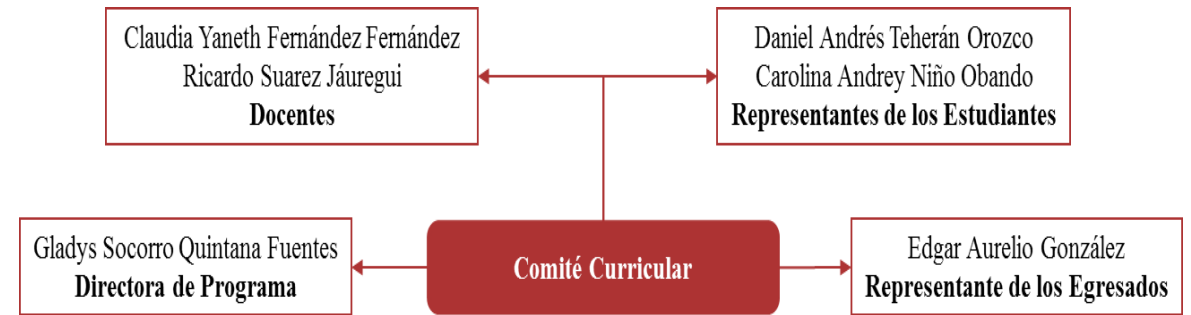 Claudia Yaneth Fernández Fernández
Ricardo Suarez Jáuregui
Docentes
Daniel Andrés Teherán Orozco
Carolina Andrey Niño Obando
Representantes de los Estudiantes
Gladys Socorro Quintana Fuentes
Directora de Programa
Comité Curricular
Edgar Aurelio González
Representante de los Egresados